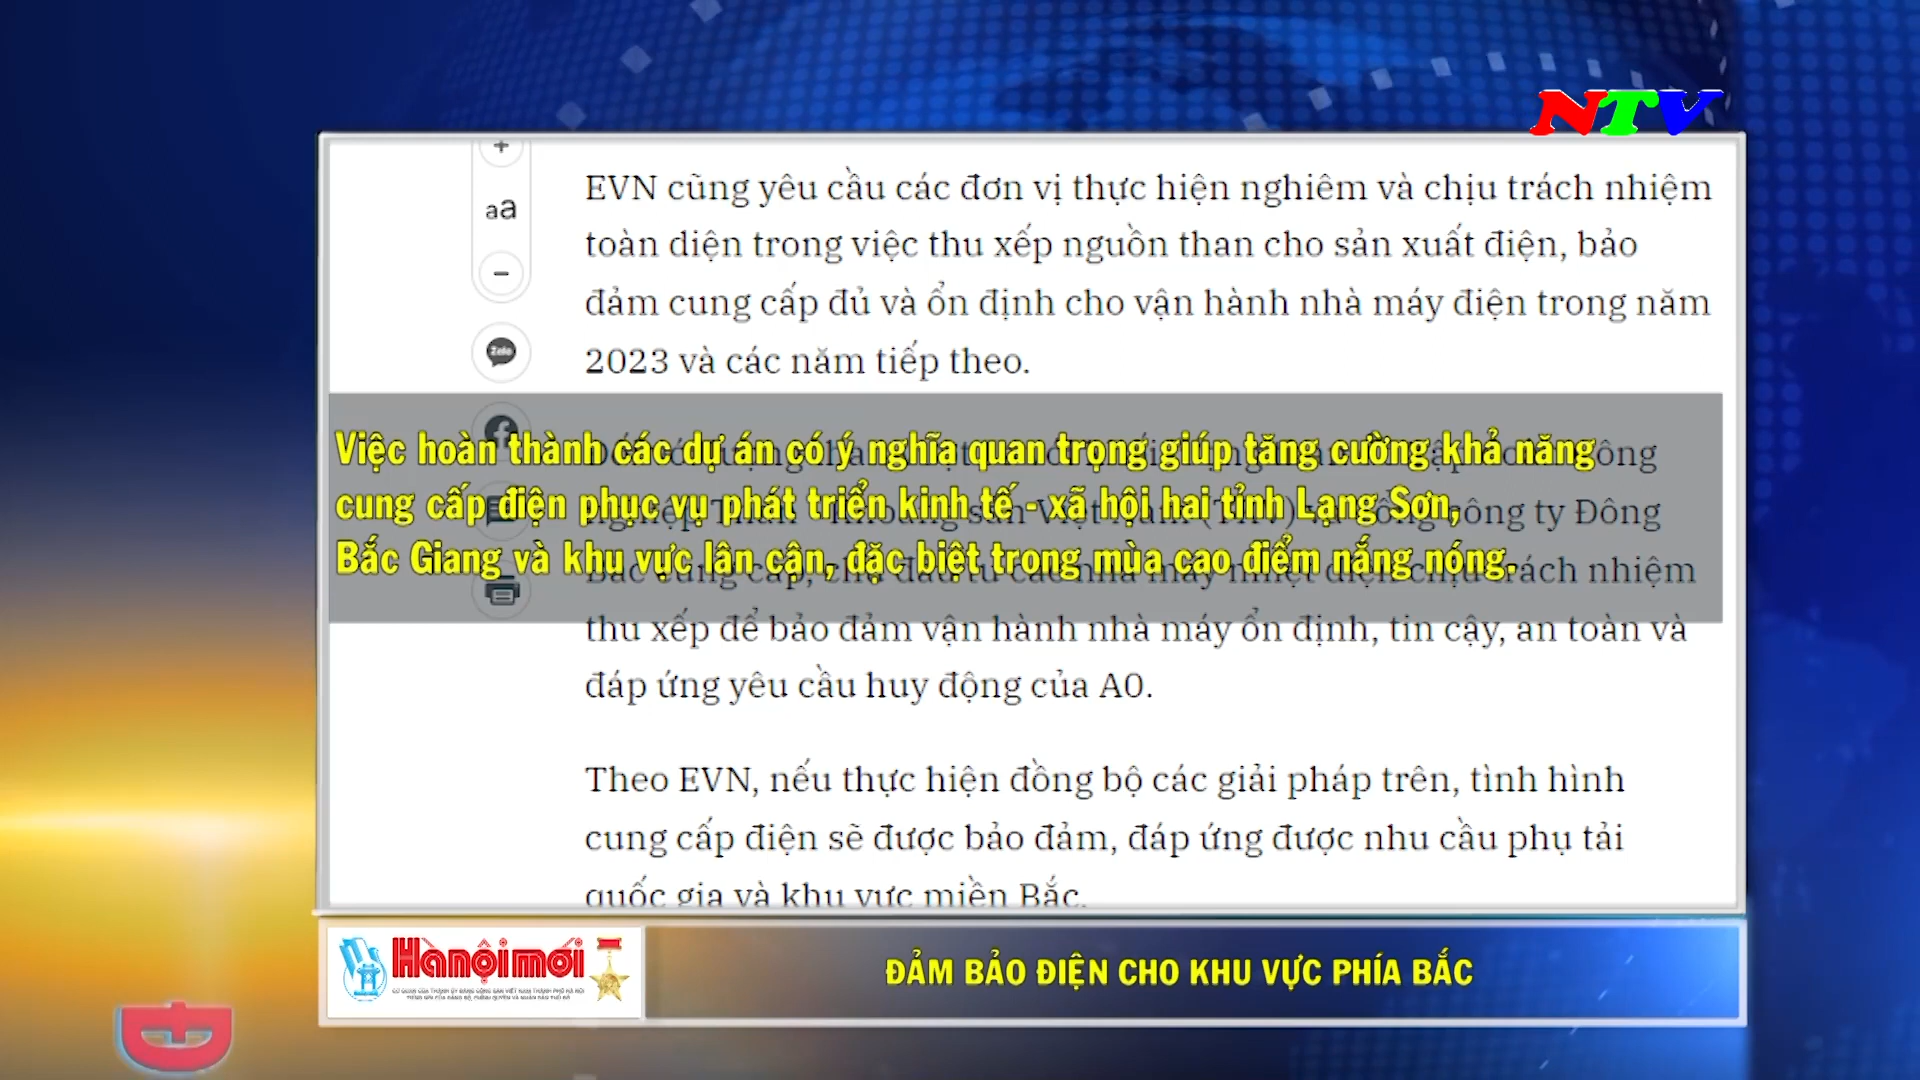 NTV
+
aa
−
Zalo
EVN cũng yêu cầu các đơn vị thực hiện nghiêm và chịu trách nhiệm
toàn diện trong việc thu xếp nguồn than cho sản xuất điện, bảo
đảm cung cấp đủ và ổn định cho vận hành nhà máy điện trong năm
2023 và các năm tiếp theo.
Việc hoàn thành các dự án có ý nghĩa quan trọng giúp tăng cường khả năng
cung cấp điện phục vụ phát triển kinh tế - xã hội hai tỉnh Lạng Sơn,
Bắc Giang và khu vực lân cận, đặc biệt trong mùa cao điểm nắng nóng.
ông
ông ty Đông
trách nhiệm
thu xếp để bảo đảm vận hành nhà máy ổn định, tin cậy, an toàn và
đáp ứng yêu cầu huy động của A0.
Theo EVN, nếu thực hiện đồng bộ các giải pháp trên, tình hình
cung cấp điện sẽ được bảo đảm, đáp ứng được nhu cầu phụ tải
quốc gia và khu vực miền Bắc.
Hànộimới
ĐẢM BẢO ĐIỆN CHO KHU VỰC PHÍA BẮC